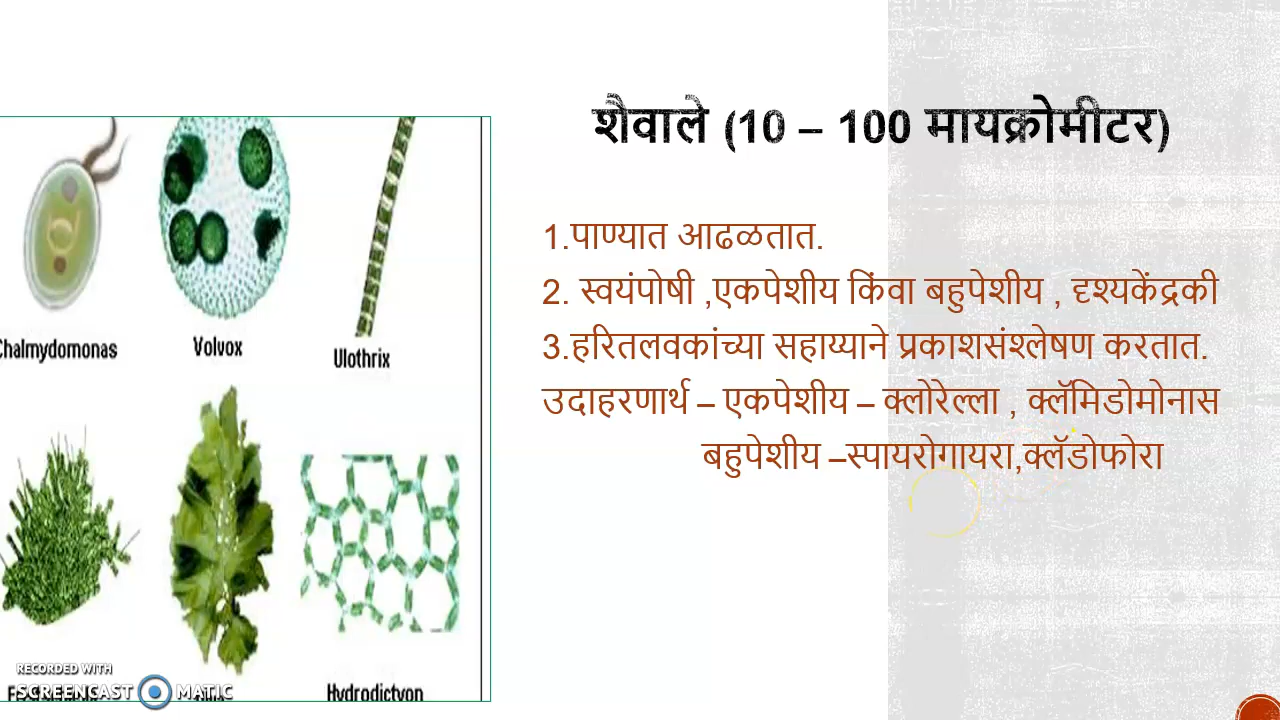 शैवाले (10 – 100 मायक्रोमीटर)
1.पाण्यात आढळतात.
2. स्वयंपोषी ,एकपेशीय किंवा बहुपेशीय , दृश्यकेंद्रकी
3.हरितलवकांच्या सहाय्याने प्रकाशसंश्लेषण करतात.
उदाहरणार्थ – एकपेशीय – क्लोरेल्ला , क्लॅमिडोमोनास
बहुपेशीय –स्पायरोगायरा,क्लॅडोफोरा
Chalmydomonas
Volvox
Ulothrix
Hydrodictyon
RECORDED WITH
SCREENCAST MATIC